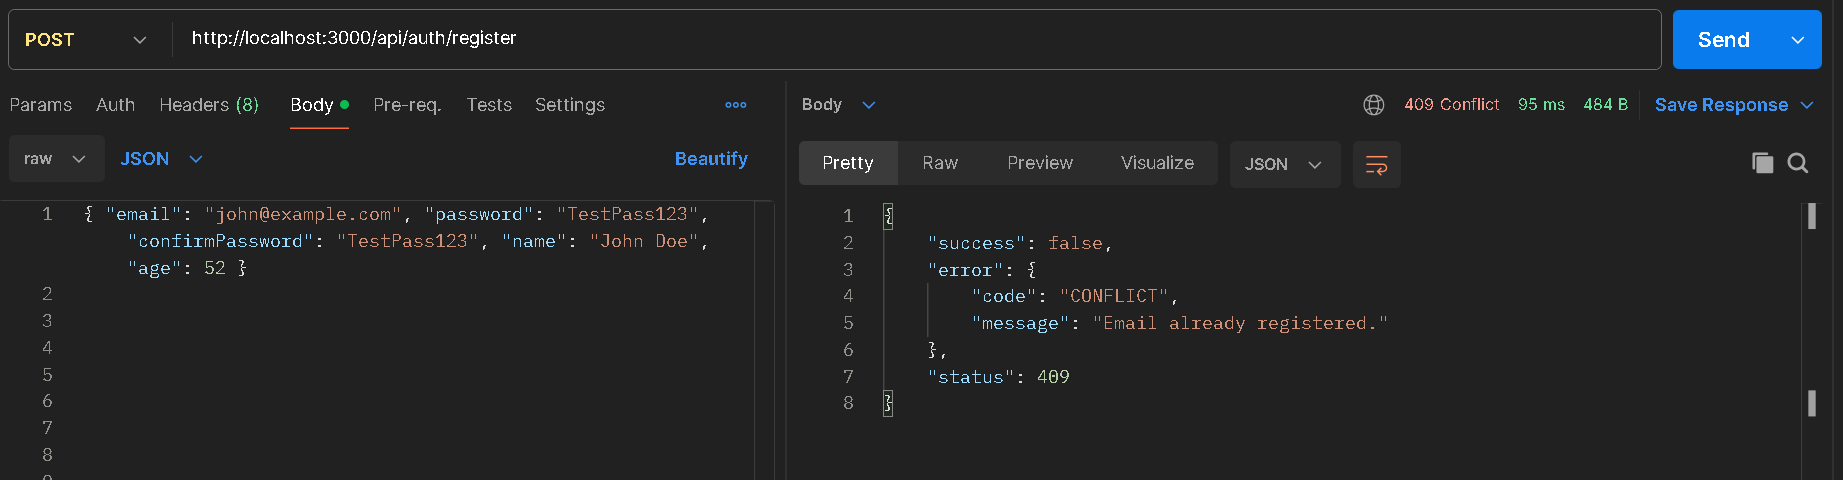 POST http://localhost:3000/api/auth/register Send
Params Auth Headers (8) Body Pre-req. Tests Settings
raw JSON Beautify
1 { "email": "john@example.com", "password": "TestPass123",
"confirmPassword": "TestPass123", "name": "John Doe",
"age": 52 }
2
3
4
5
6
7
8
Body 409 Conflict 95 ms 484 B Save Response
Pretty Raw Preview Visualize JSON
1 {
2 "success": false,
3 "error": {
4 "code": "CONFLICT",
5 "message": "Email already registered."
6 },
7 "status": 409
8 }